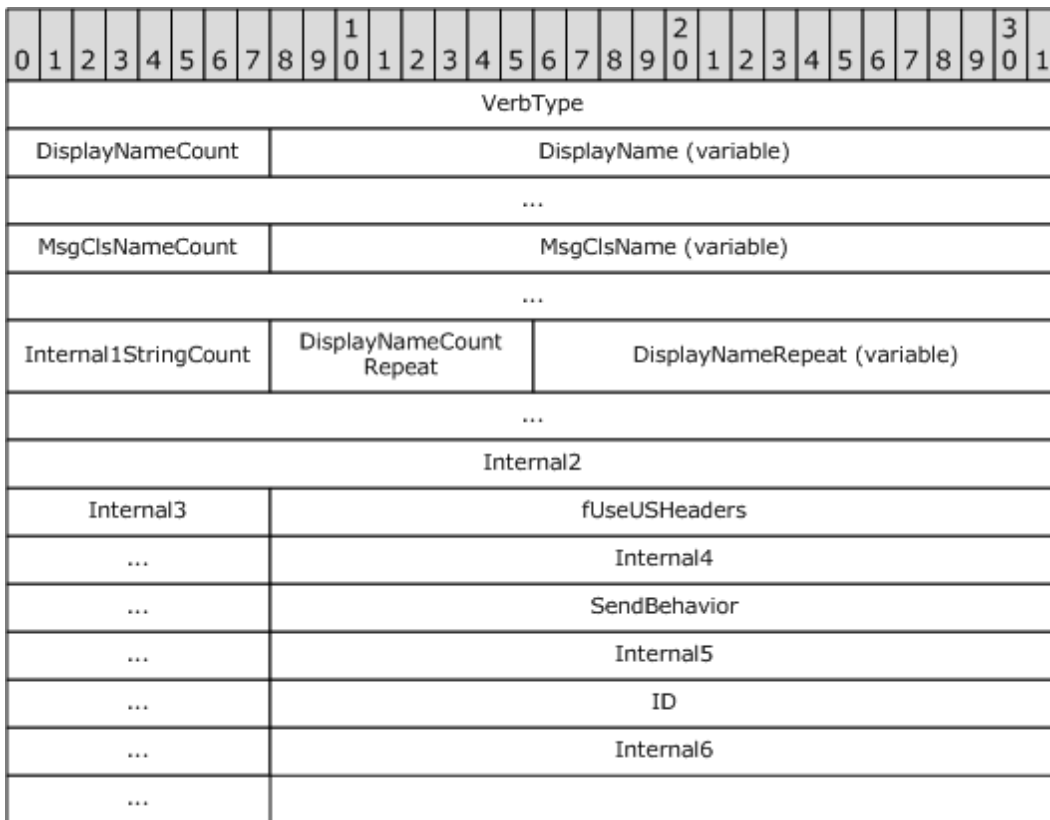 1 2 3
0 1 2 3 4 5 6 7 8 9 0 1 2 3 4 5 6 7 8 9 0 1 2 3 4 5 6 7 8 9 0 1
VerbType
DisplayNameCount DisplayName (variable)
...
MsgClsNameCount MsgClsName (variable)
...
Internal1StringCount DisplayNameCount Repeat DisplayNameRepeat (variable)
...
Internal2
Internal3 fUseUSHeaders
... Internal4
... SendBehavior
... Internal5
... ID
... Internal6
...